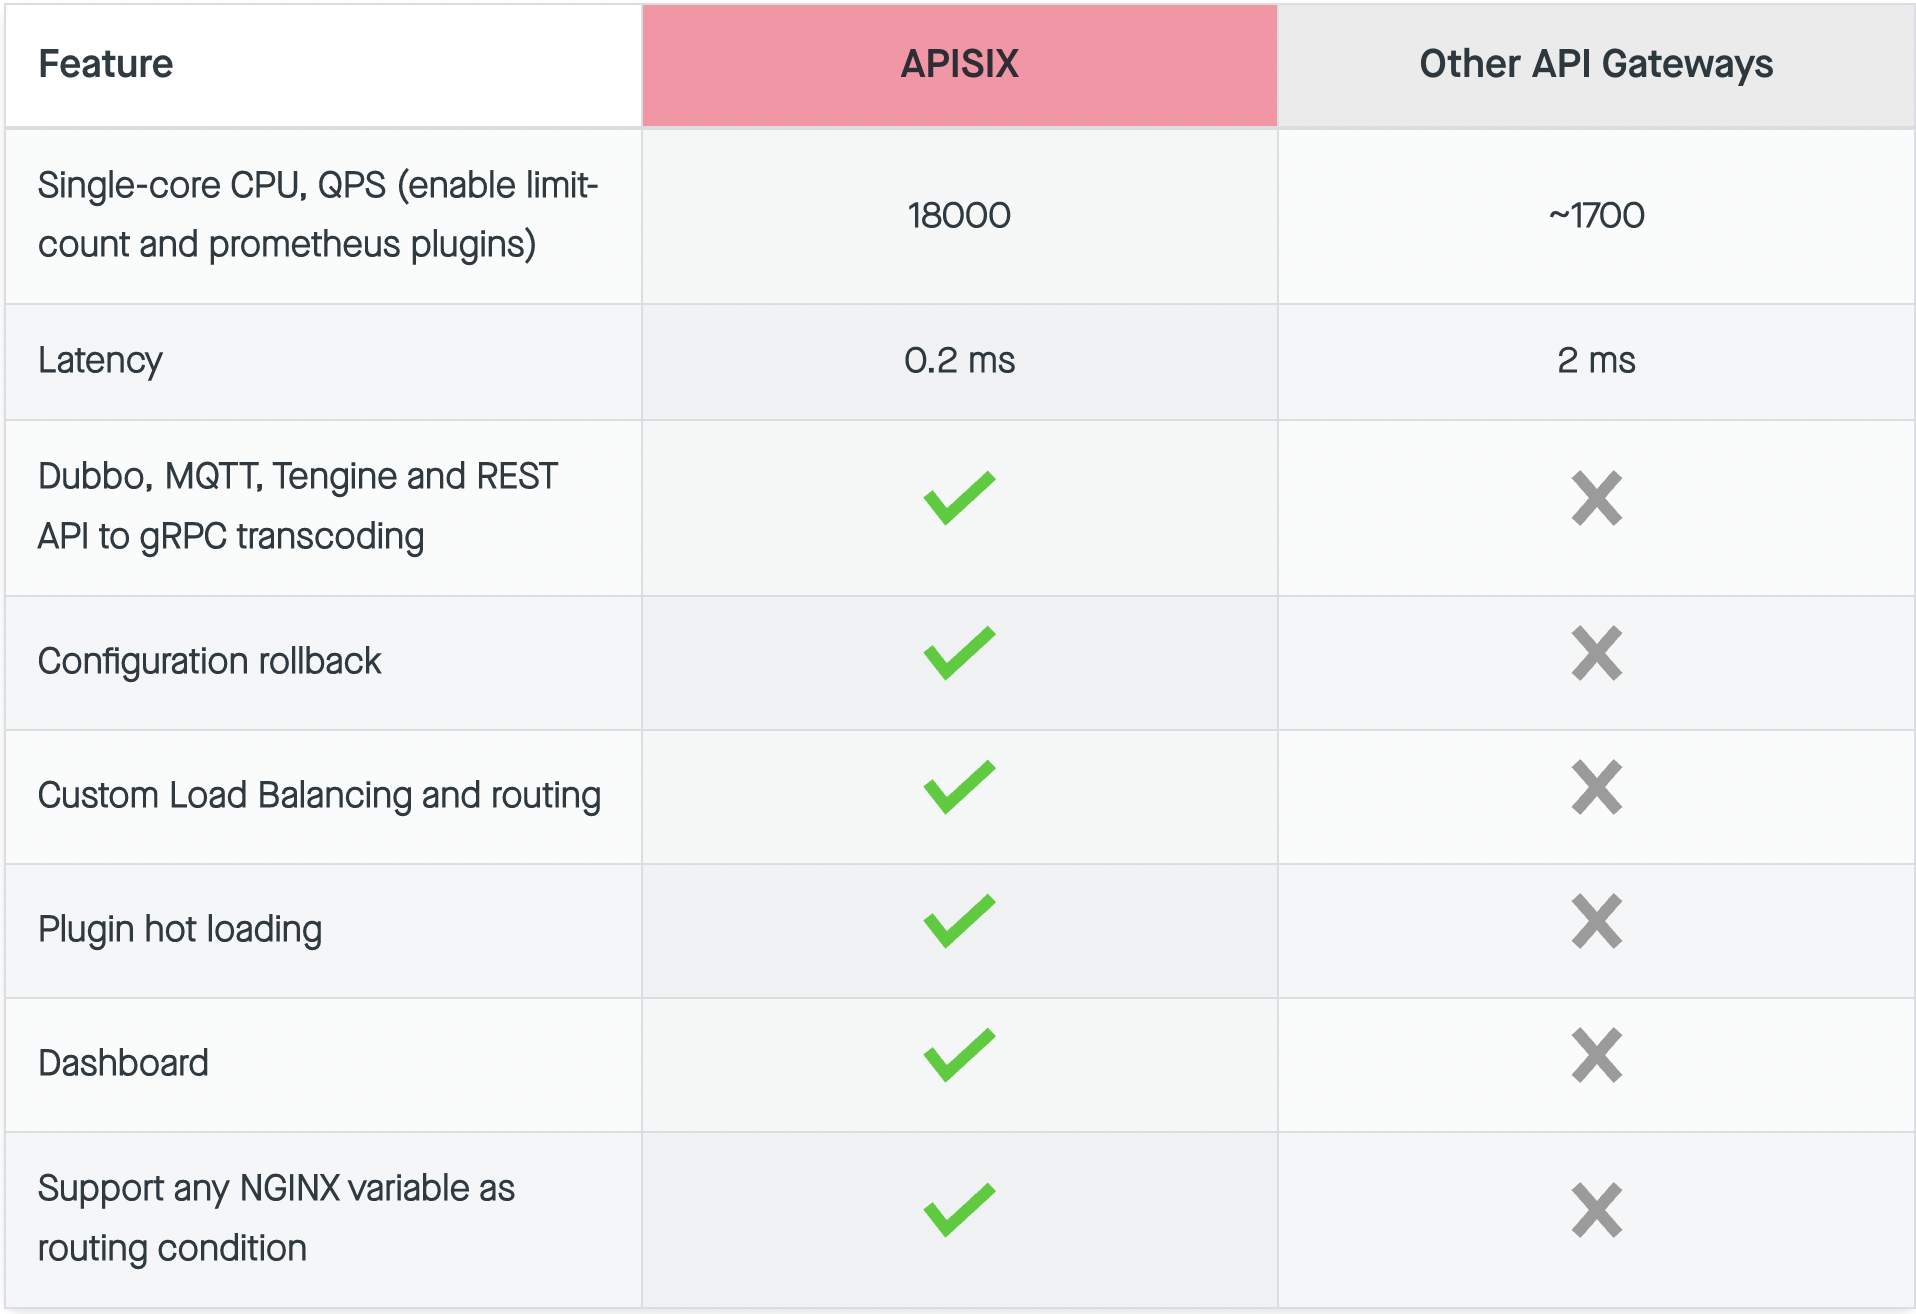 Feature APISIX Other API Gateways
Single-core CPU, QPS (enable limit-
count and prometheus plugins) 18000 ~1700
Latency 0.2 ms 2 ms
Dubbo, MQTT, Tengine and REST
API to gRPC transcoding
Configuration rollback
Custom Load Balancing and routing
Plugin hot loading
Dashboard
Support any NGINX variable as
routing condition